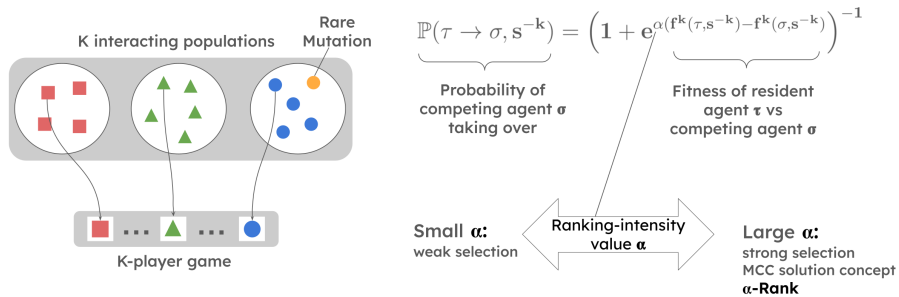 K interacting populations
Rare
Mutation
K-player game
ℙ(τ → σ, s⁻ᵏ) = (1 + e^{α(fᵏ(τ,s⁻ᵏ)−fᵏ(σ,s⁻ᵏ)})⁻¹
Probability of
competing agent σ
taking over
Fitness of resident
agent τ vs
competing agent σ
Small α:
weak selection
Ranking-intensity
value α
Large α:
strong selection
MCC solution concept
α-Rank